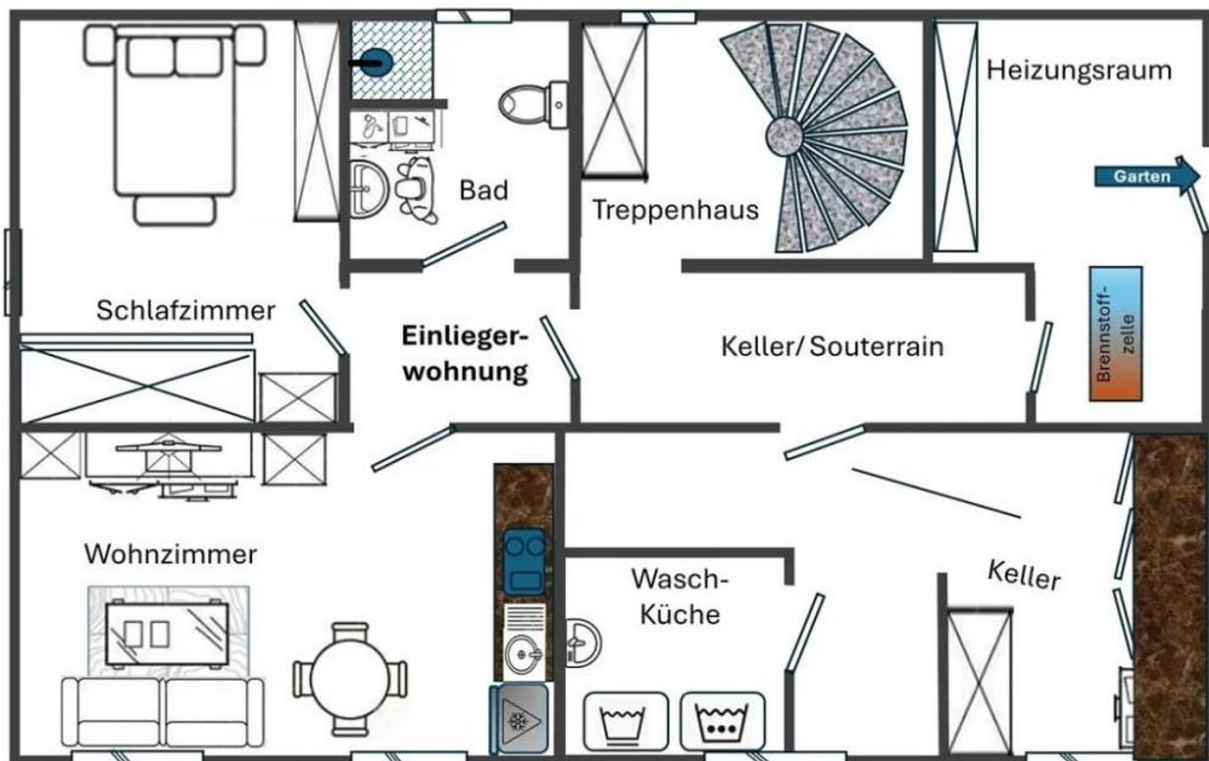 Heizungsraum
Garten
Bad
Treppenhaus
Schlafzimmer
Einlieger-
wohnung
Keller/ Souterrain
Brennstoff-
zelle
Wohnzimmer
Wasch-
Küche
Keller